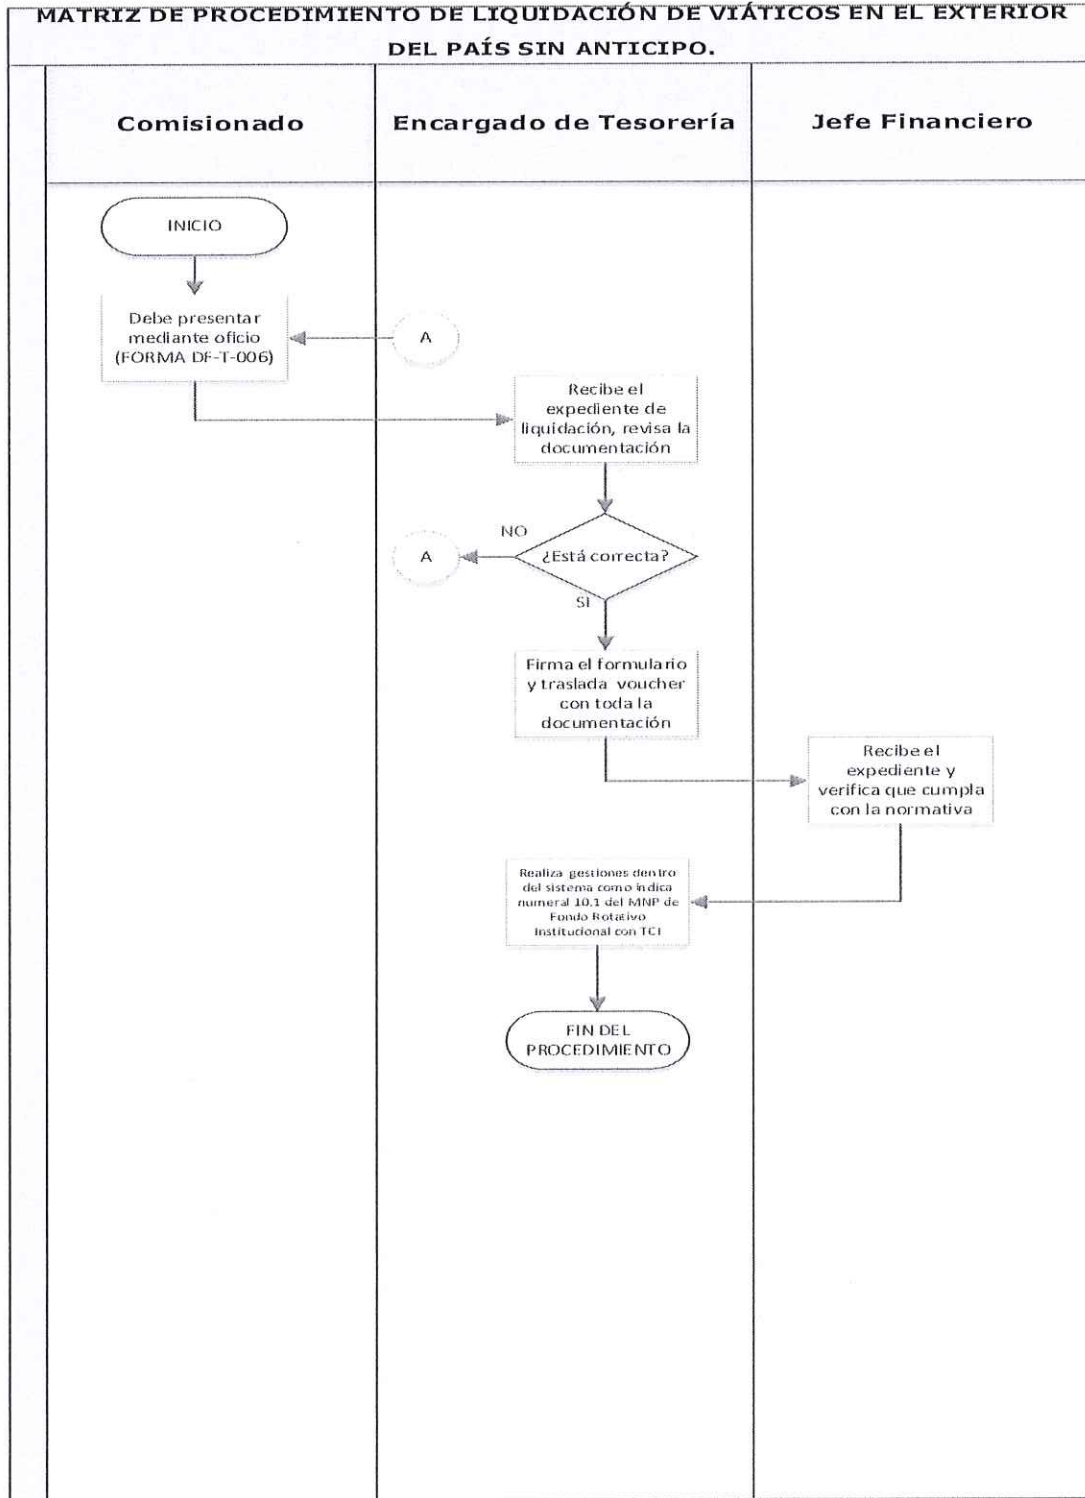 MATRIZ DE PROCEDIMIENTO DE LIQUIDACIÓN DE VIÁTICOS EN EL EXTERIOR
DEL PAÍS SIN ANTICIPO.
Comisionado
Encargado de Tesorería
Jefe Financiero
INICIO
Debe presentar
mediante oficio
(FORMA DF-T-006)
A
Recibe el
expediente de
liquidación, revisa la
documentación
NO
¿Está correcta?
A
SI
Firma el formulario
y traslada voucher
con toda la
documentación
Recibe el
expediente y
verifica que cumpla
con la normativa
Realiza gestiones dentro
del sistema como indica
numeral 10.1 del MNP de
Fondo Rotativo
Institucional con TCI
FIN DEL
PROCEDIMIENTO